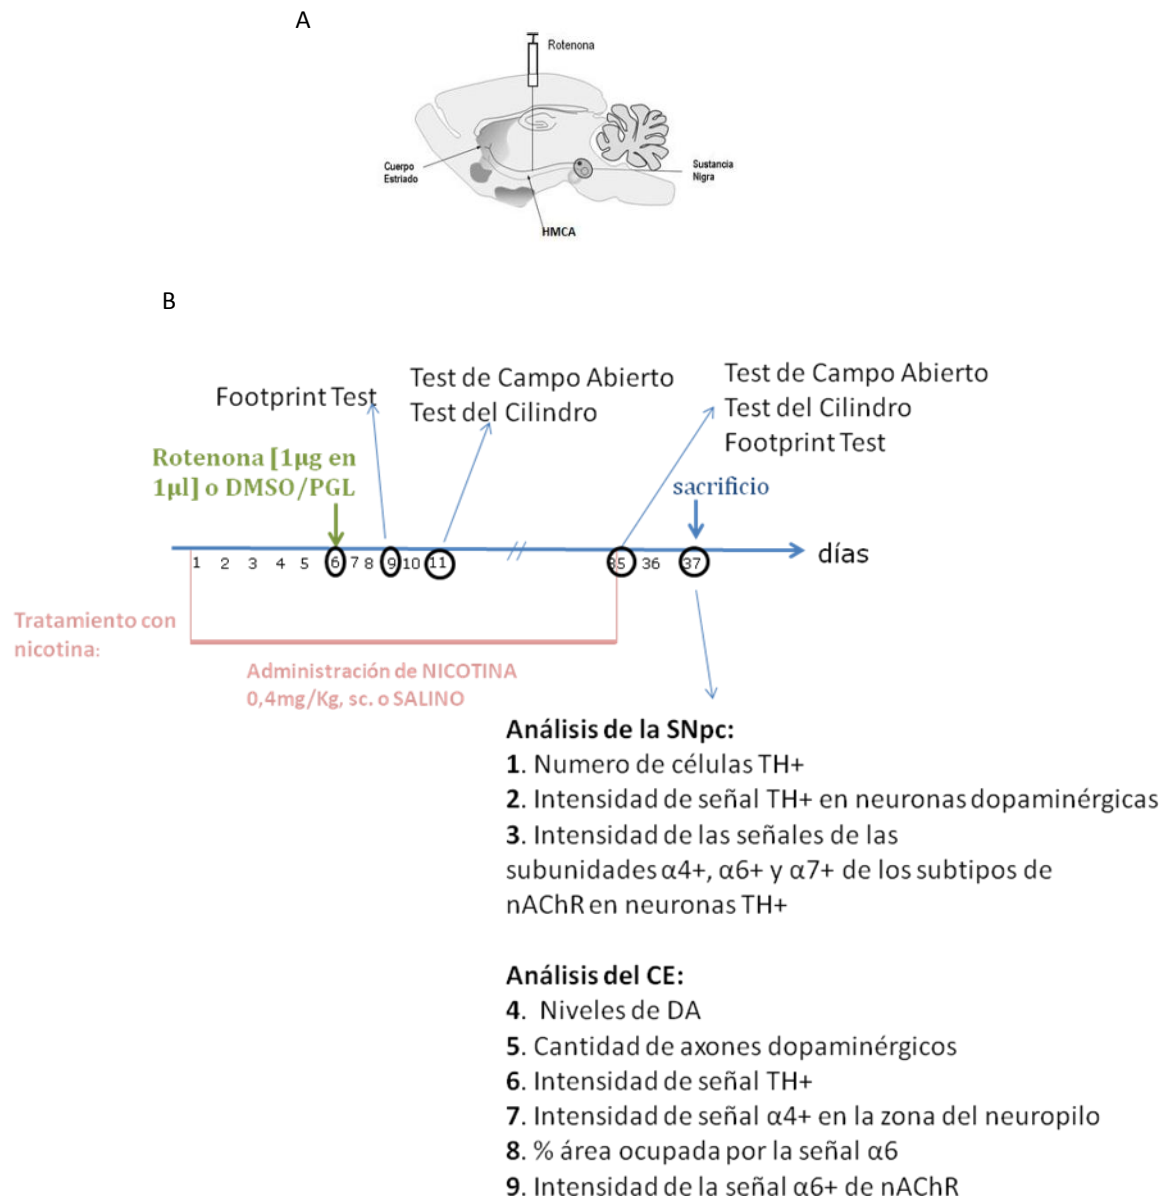 A
Rotenona
Cuerpo
Estriado
Sustancia
Nigra
HMCA
B
Footprint Test
Test de Campo Abierto
Test del Cilindro
Test de Campo Abierto
Test del Cilindro
Footprint Test
Rotenona [1µg en
1µl] o DMSO/PGL
sacrificio
1 2 3 4 5 6 7 8 9 10 11 35 36 37
días
Tratamiento con
nicotina:
Administración de NICOTINA
0,4mg/Kg, sc. o SALINO
Análisis de la SNpc:
1. Numero de células TH+
2. Intensidad de señal TH+ en neuronas dopaminérgicas
3. Intensidad de las señales de las
subunidades α4+, α6+ y α7+ de los subtipos de
nAChR en neuronas TH+
Análisis del CE:
4. Niveles de DA
5. Cantidad de axones dopaminérgicos
6. Intensidad de señal TH+
7. Intensidad de señal α4+ en la zona del neuropilo
8. % área ocupada por la señal α6
9. Intensidad de la señal α6+ de nAChR